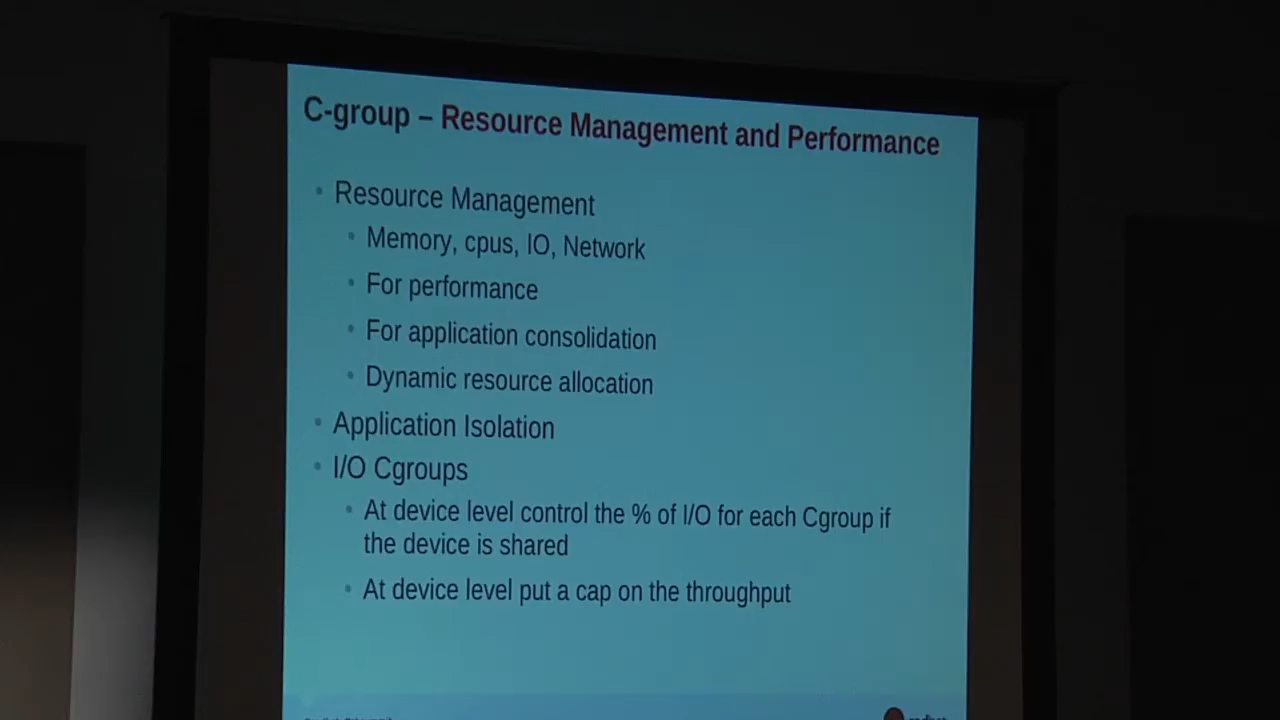 C-group – Resource Management and Performance
Resource Management
Memory, cpus, IO, Network
For performance
For application consolidation
Dynamic resource allocation
Application Isolation
I/O Cgroups
At device level control the % of I/O for each Cgroup if
the device is shared
At device level put a cap on the throughput